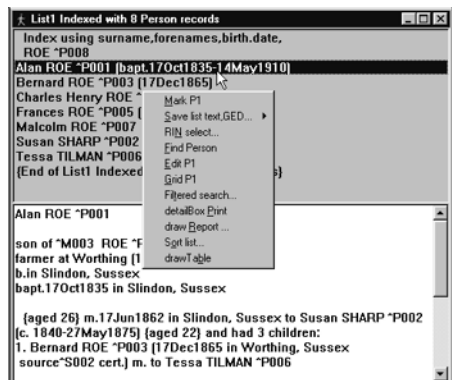 List1 Indexed with 8 Person records
Index using surname,forenames,birth.date,
ROE ^P008
Alan ROE ^P001 (bapt.17Oct1835-14May1910)
Bernard ROE ^P003 (17Dec1865)
Charles Henry ROE ^
Frances ROE ^P005 (
Malcolm ROE ^P007
Susan SHARP ^P002
Tessa TILMAN ^P006
{End of List1 Indexed s}
Mark P1
Save list text,GED...
RIN select...
Find Person
Edit P1
Grid P1
Filtered search...
detailBox Print
draw Report ...
Sort list...
drawTable
Alan ROE ^P001
son of ^M003 ROE ^P
farmer at Worthing (1
b.in Slindon, Sussex
bapt.17Oct1835 in Slindon, Sussex
{aged 26} m.17Jun1862 in Slindon, Sussex to Susan SHARP ^P002
(c. 1840-27May1875) {aged 22} and had 3 children:
1. Bernard ROE ^P003 (17Dec1865 in Worthing, Sussex
source^S002 cert.) m. to Tessa TILMAN ^P006